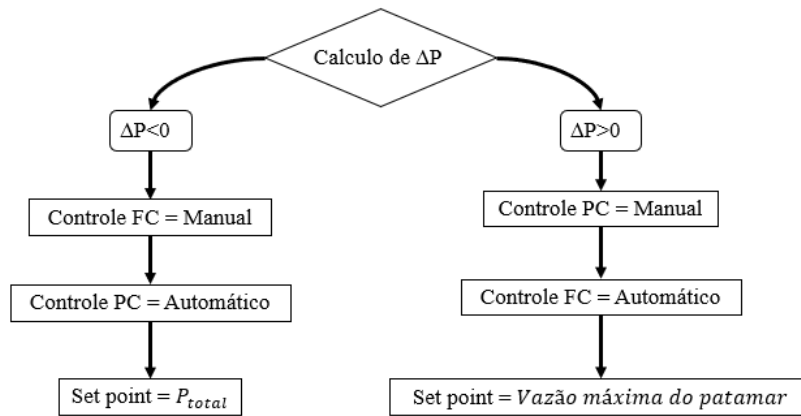 Calculo de ΔP
ΔP<0
ΔP>0
Controle FC = Manual
Controle PC = Manual
Controle PC = Automático
Controle FC = Automático
Set point = P_total
Set point = Vazão máxima do patamar